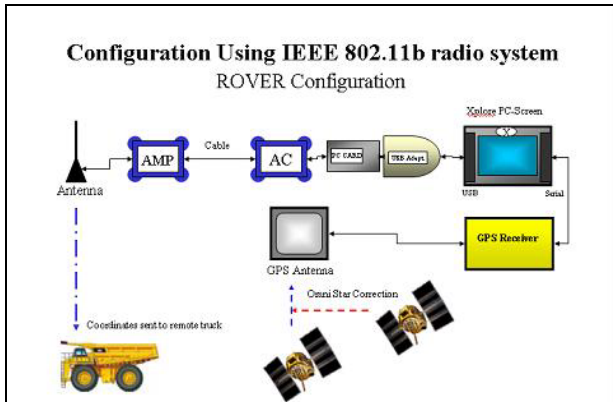 Configuration Using IEEE 802.11b radio system
ROVER Configuration
Xplore PC-Screen
X
Cable
AMP
AC
PC CARD
USB Adapt.
Antenna
USB
Serial
GPS Receiver
GPS Antenna
Omni Star Correction
Coordinates sent to remote truck